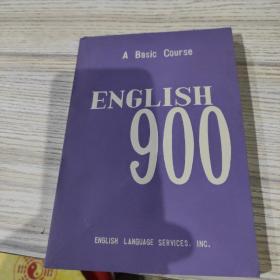 A Basic Course
ENGLISH
900
ENGLISH LANGUAGE SERVICES, INC.